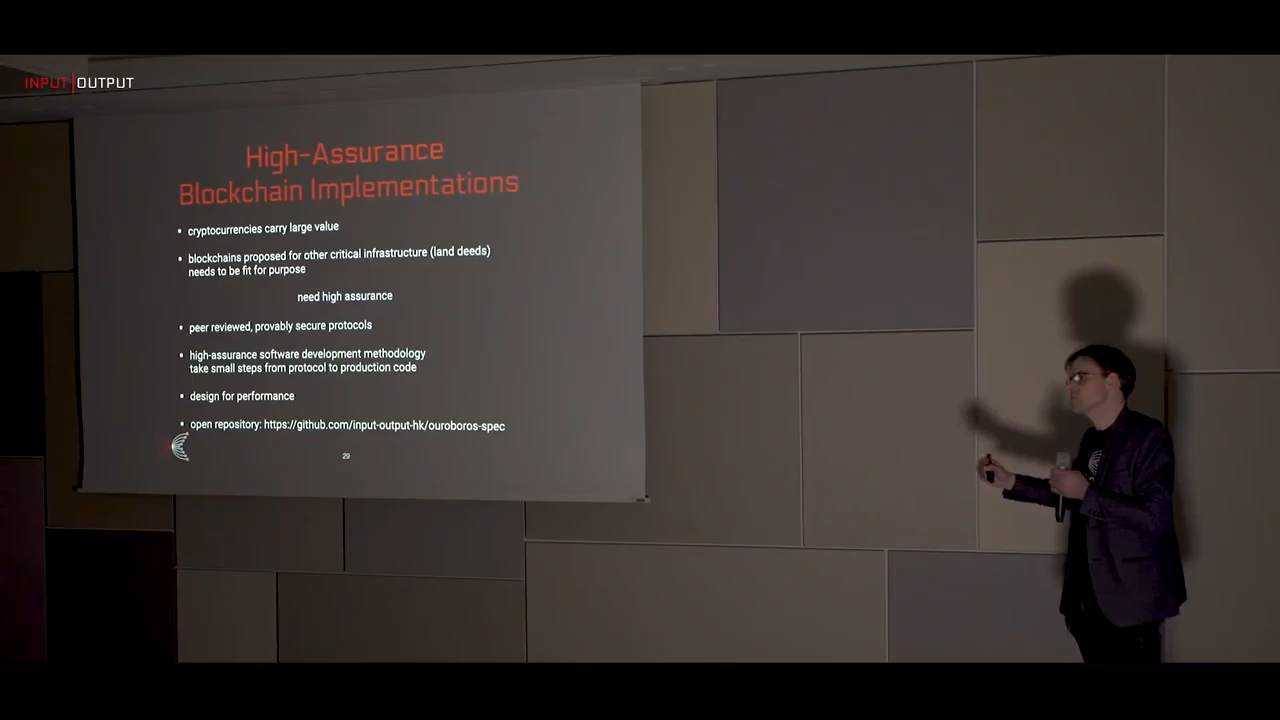 INPUT|OUTPUT
High-Assurance
Blockchain Implementations
• cryptocurrencies carry large value
• blockchains proposed for other critical infrastructure (land deeds)
needs to be fit for purpose
need high assurance
• peer reviewed, provably secure protocols
• high-assurance software development methodology
take small steps from protocol to production code
• design for performance
• open repository: https://github.com/input-output-hk/ouroboros-spec
29